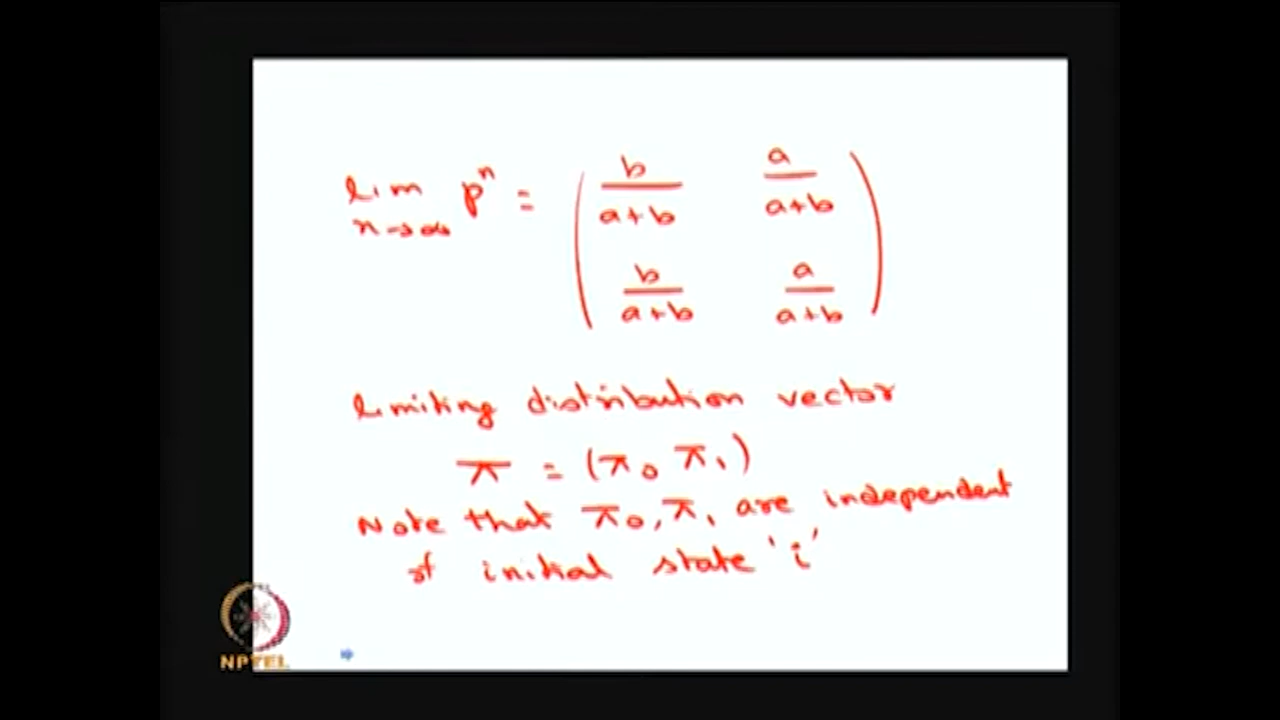 lim P^n = ( b/(a+b) a/(a+b)
n→∞
b/(a+b) a/(a+b) )
Limiting distribution vector
π = (π₀ π₁)
Note that π₀, π₁ are independent
of initial state 'i'
NPTEL